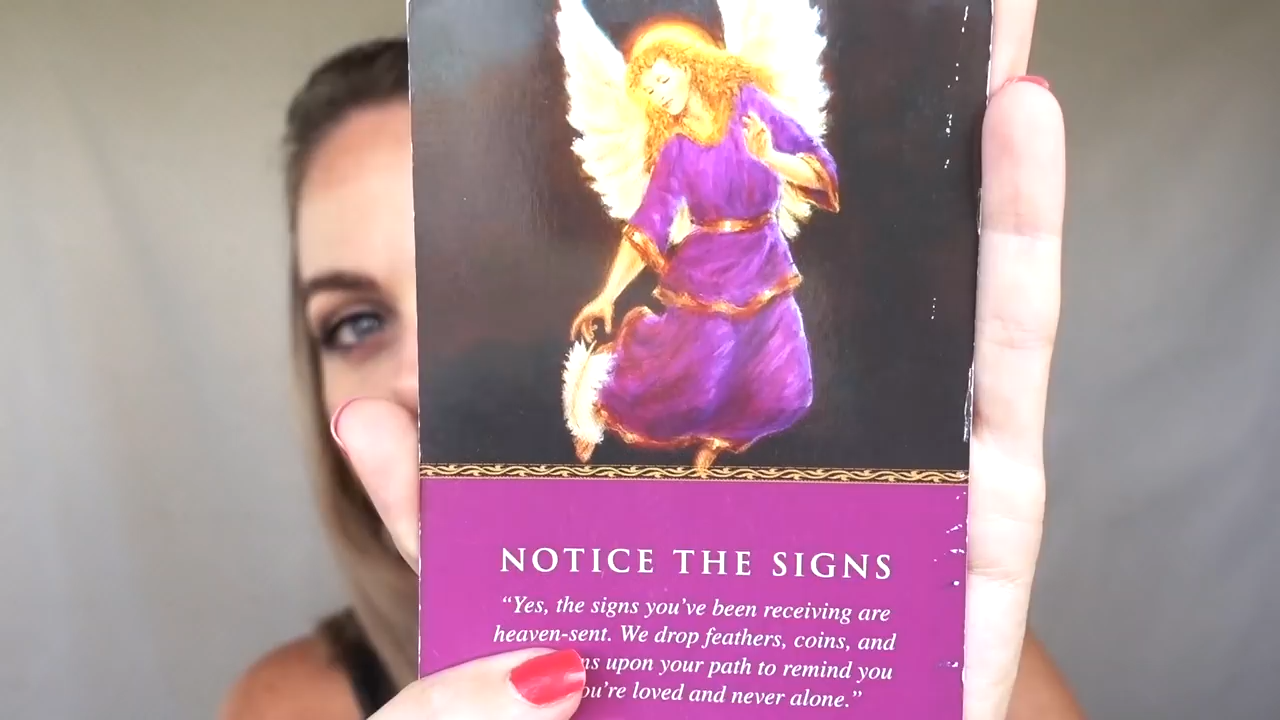 NOTICE THE SIGNS
“Yes, the signs you’ve been receiving are
heaven-sent. We drop feathers, coins, and
ns upon your path to remind you
ou’re loved and never alone.”